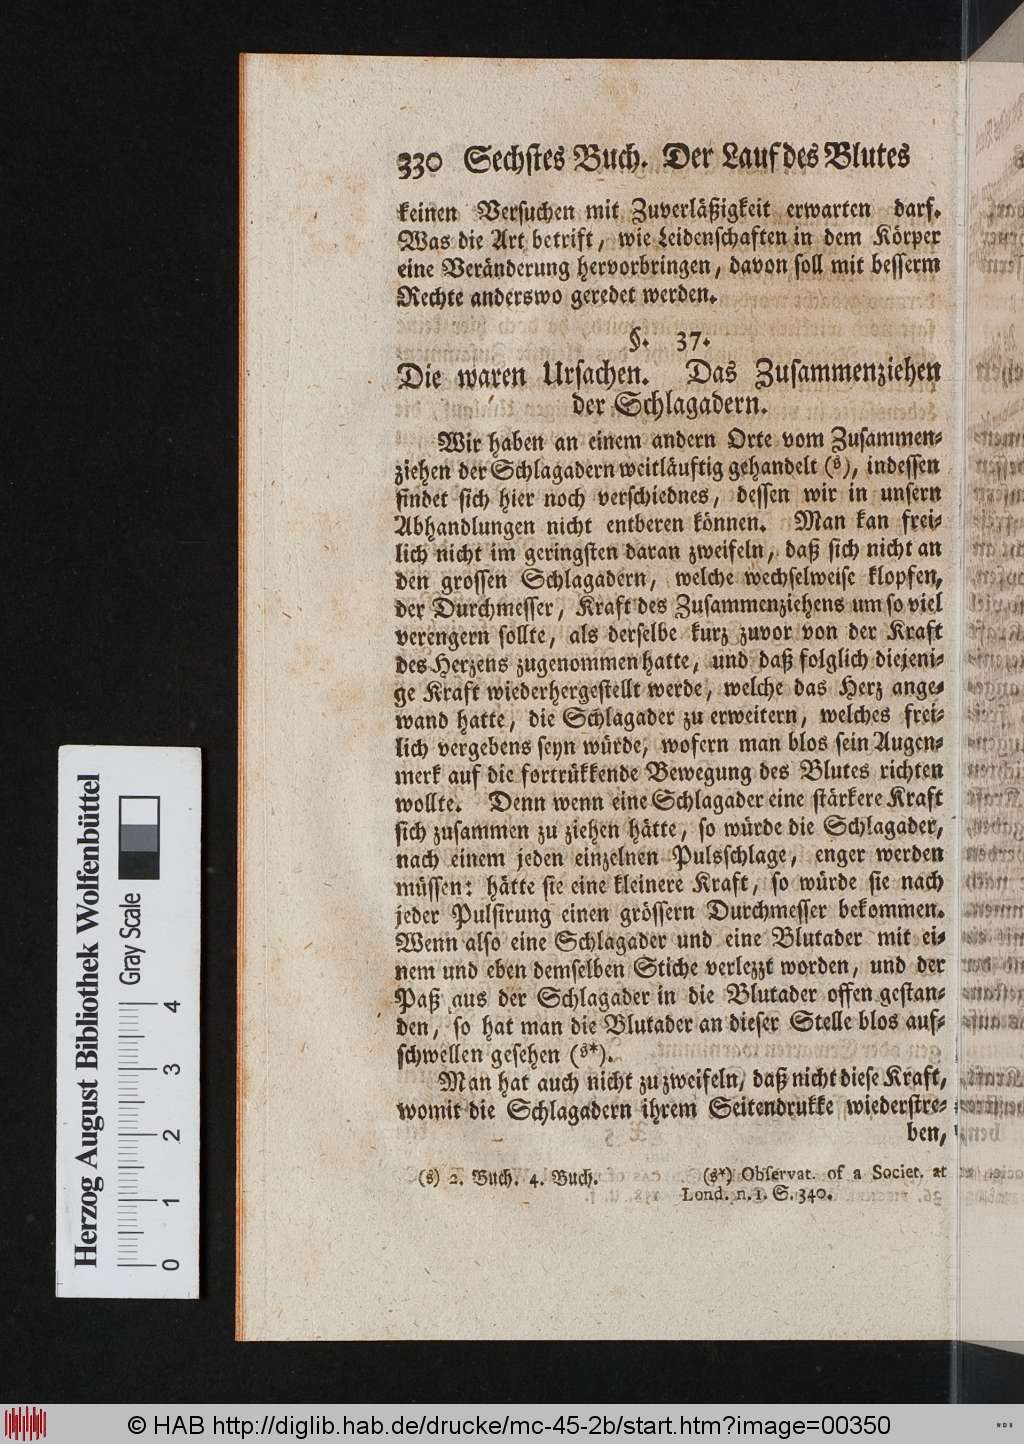 330 Sechstes Buch. Der Lauf des Blutes
keinen Versuchen mit Zuverläßigkeit erwarten darf.
Was die Art betrift, wie Leidenschaften in dem Körper
eine Veränderung hervorbringen, davon soll mit besserm
Rechte anderswo geredet werden.
§. 37.
Die waren Ursachen. Das Zusammenziehen
der Schlagadern.
Wir haben an einem andern Orte vom Zusammen-
ziehen der Schlagadern weitläuftig gehandelt (s), indessen
findet sich hier noch verschiednes, dessen wir in unsern
Abhandlungen nicht entberen können. Man kan frei-
lich nicht im geringsten daran zweifeln, daß sich nicht an
den grossen Schlagadern, welche wechselweise klopfen,
der Durchmesser, Kraft des Zusammenziehens um so viel
verengern sollte, als derselbe kurz zuvor von der Kraft
des Herzens zugenommen hatte, und daß folglich diejeni-
ge Kraft wiederhergestellt werde, welche das Herz ange-
wand hatte, die Schlagader zu erweitern, welches frei-
lich vergebens seyn würde, wofern man blos sein Augen-
merk auf die fortrükkende Bewegung des Blutes richten
wollte. Denn wenn eine Schlagader eine stärkere Kraft
sich zusammen zu ziehen hätte, so würde die Schlagader,
nach einem jeden einzelnen Pulsschlage, enger werden
müssen: hätte sie eine kleinere Kraft, so würde sie nach
jeder Pulsirung einen grössern Durchmesser bekommen.
Wenn also eine Schlagader und eine Blutader mit ei-
nem und eben demselben Stiche verlezzt worden, und der
Paß aus der Schlagader in die Blutader offen gestan-
den, so hat man die Blutader an dieser Stelle blos auf-
schwellen gesehen (s*).
Man hat auch nicht zu zweifeln, daß nicht diese Kraft,
womit die Schlagadern ihrem Seitendrukke wiederstre-
ben,
(s) 2. Buch. 4. Buch.
(s*) Observat. of a Societ. at
Lond. n. 1. S. 340.
Herzog August Bibliothek Wolfenbüttel
Gray Scale
0 1 2 3 4
© HAB http://diglib.hab.de/drucke/mc-45-2b/start.htm?image=00350